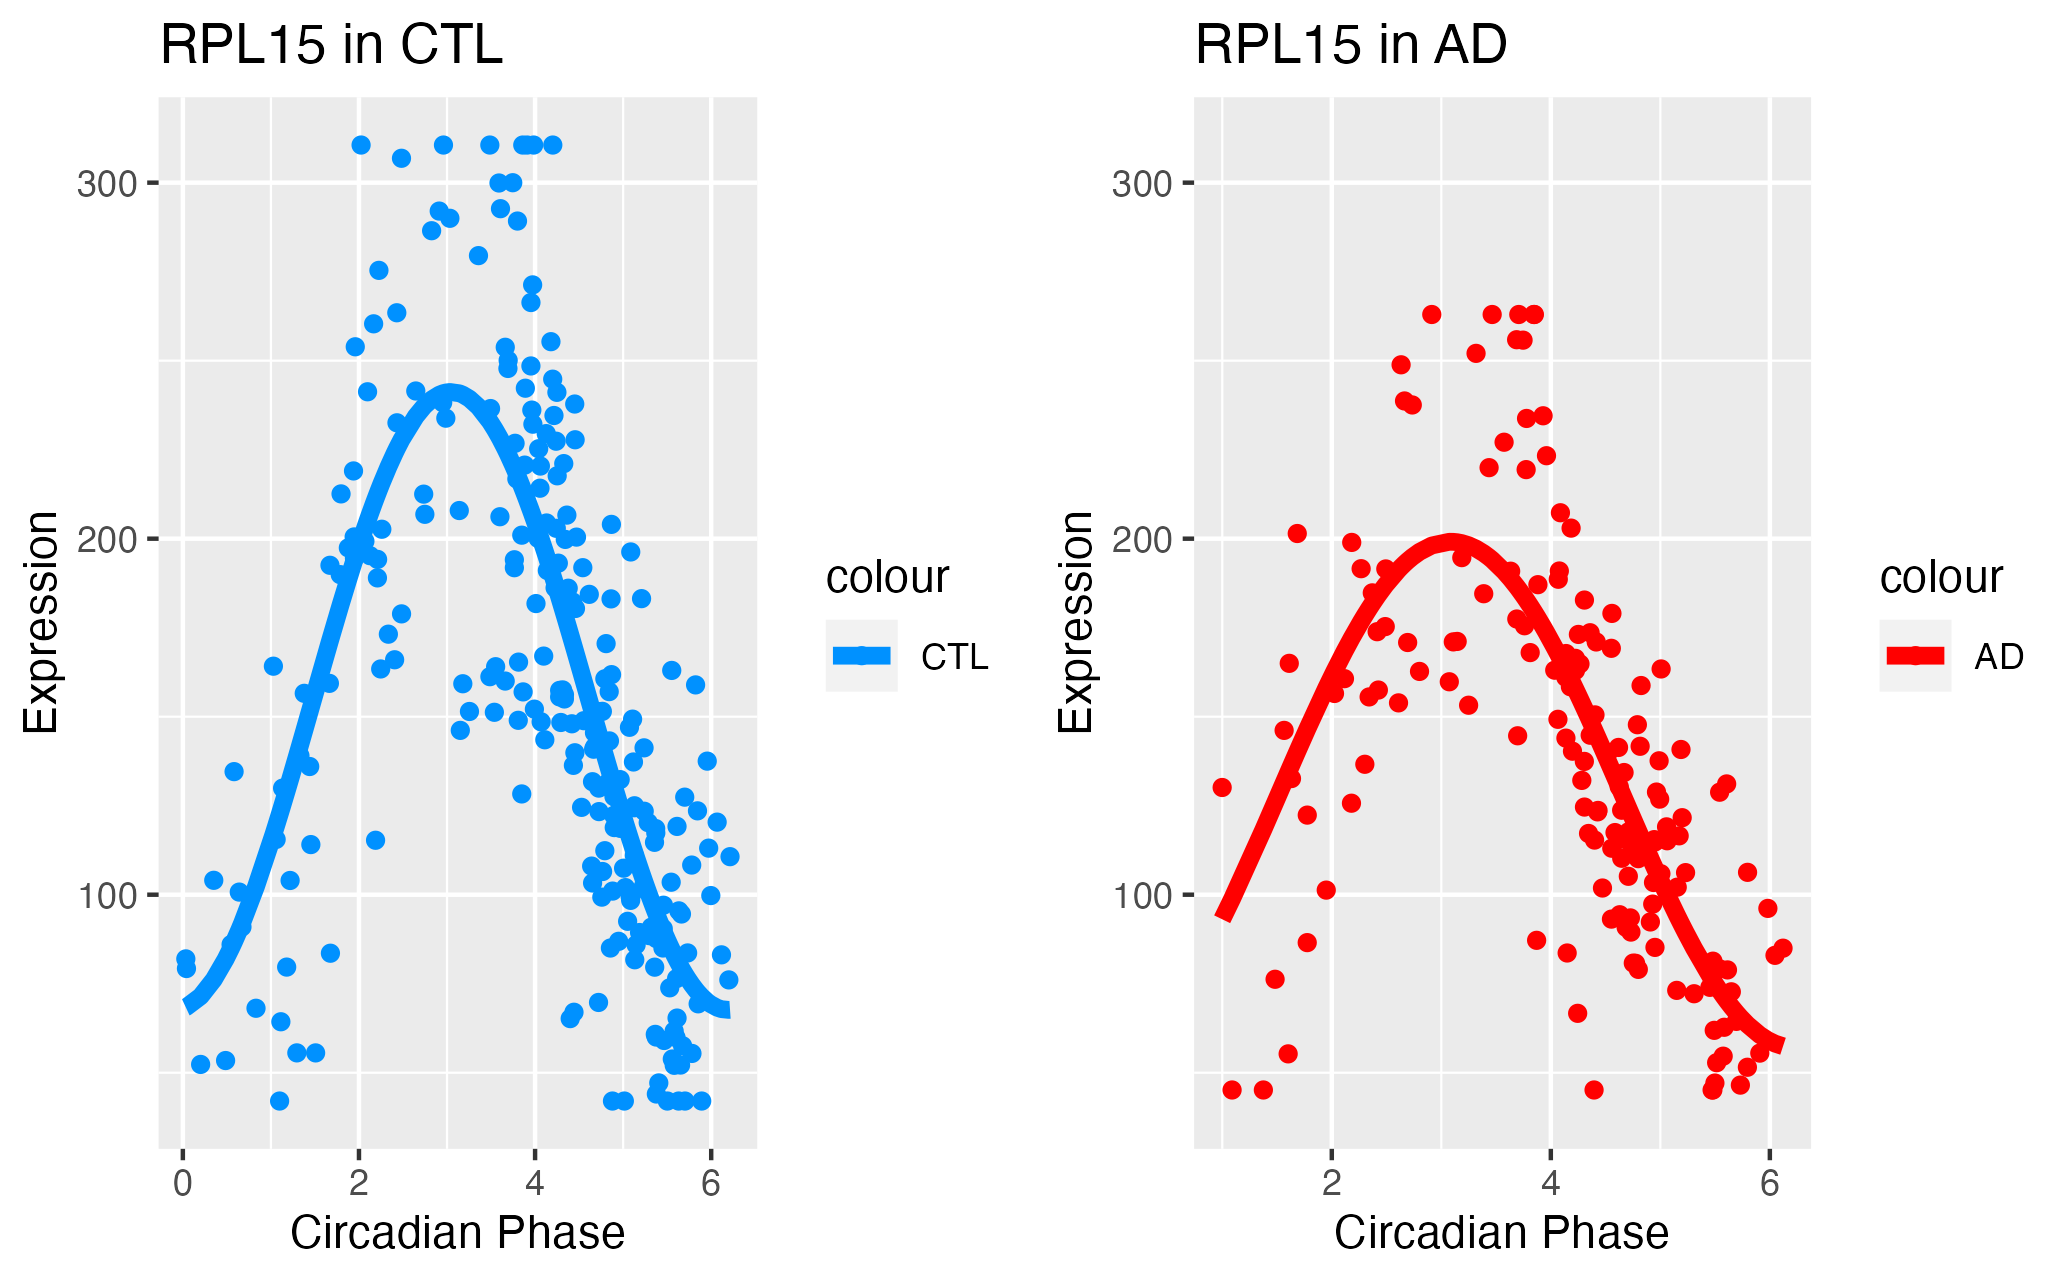 RPL15 in CTL
300
200
100
Expression
0 2 4 6
Circadian Phase
colour
CTL
RPL15 in AD
300
200
100
Expression
2 4 6
Circadian Phase
colour
AD